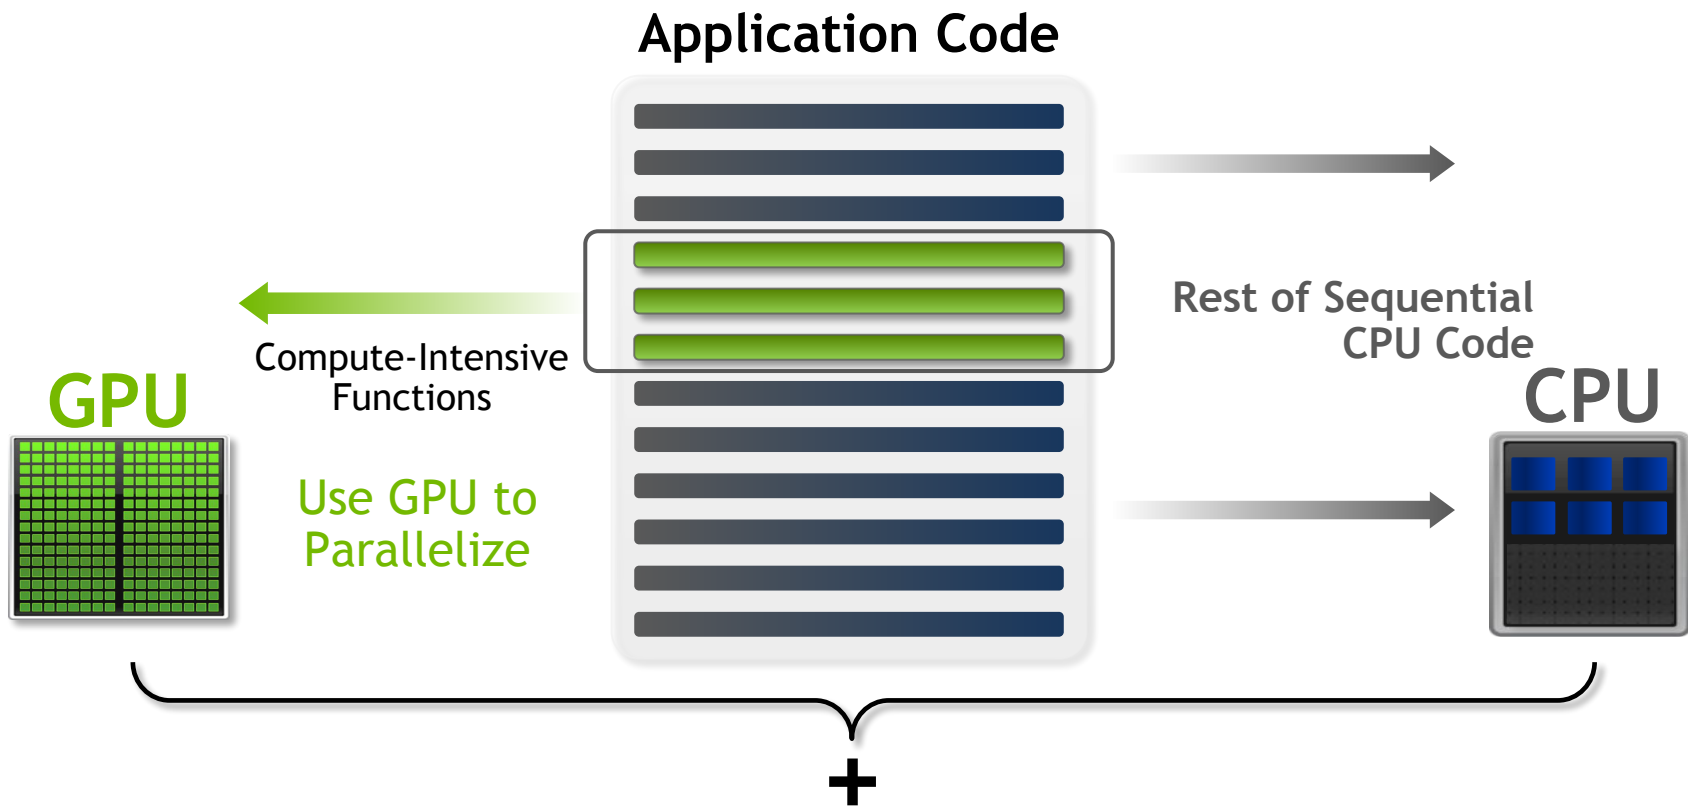 Application Code
Compute-Intensive
Functions
GPU
Use GPU to
Parallelize
Rest of Sequential
CPU Code
CPU
+